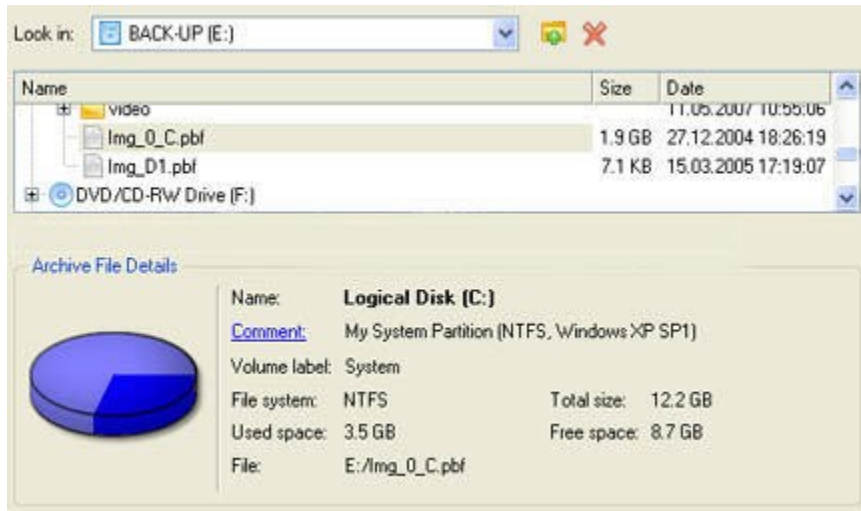 Look in: BACK-UP (E:)
Name Size Date
video 11.05.2007 10:55:06
Img_0_C.pbf 1.9 GB 27.12.2004 18:26:19
Img_D1.pbf 7.1 KB 15.03.2005 17:19:07
DVD/CD-RW Drive (F:)
Archive File Details
Name: Logical Disk (C:)
Comment: My System Partition (NTFS, Windows XP SP1)
Volume label: System
File system: NTFS Total size: 12.2 GB
Used space: 3.5 GB Free space: 8.7 GB
File: E:/Img_0_C.pbf